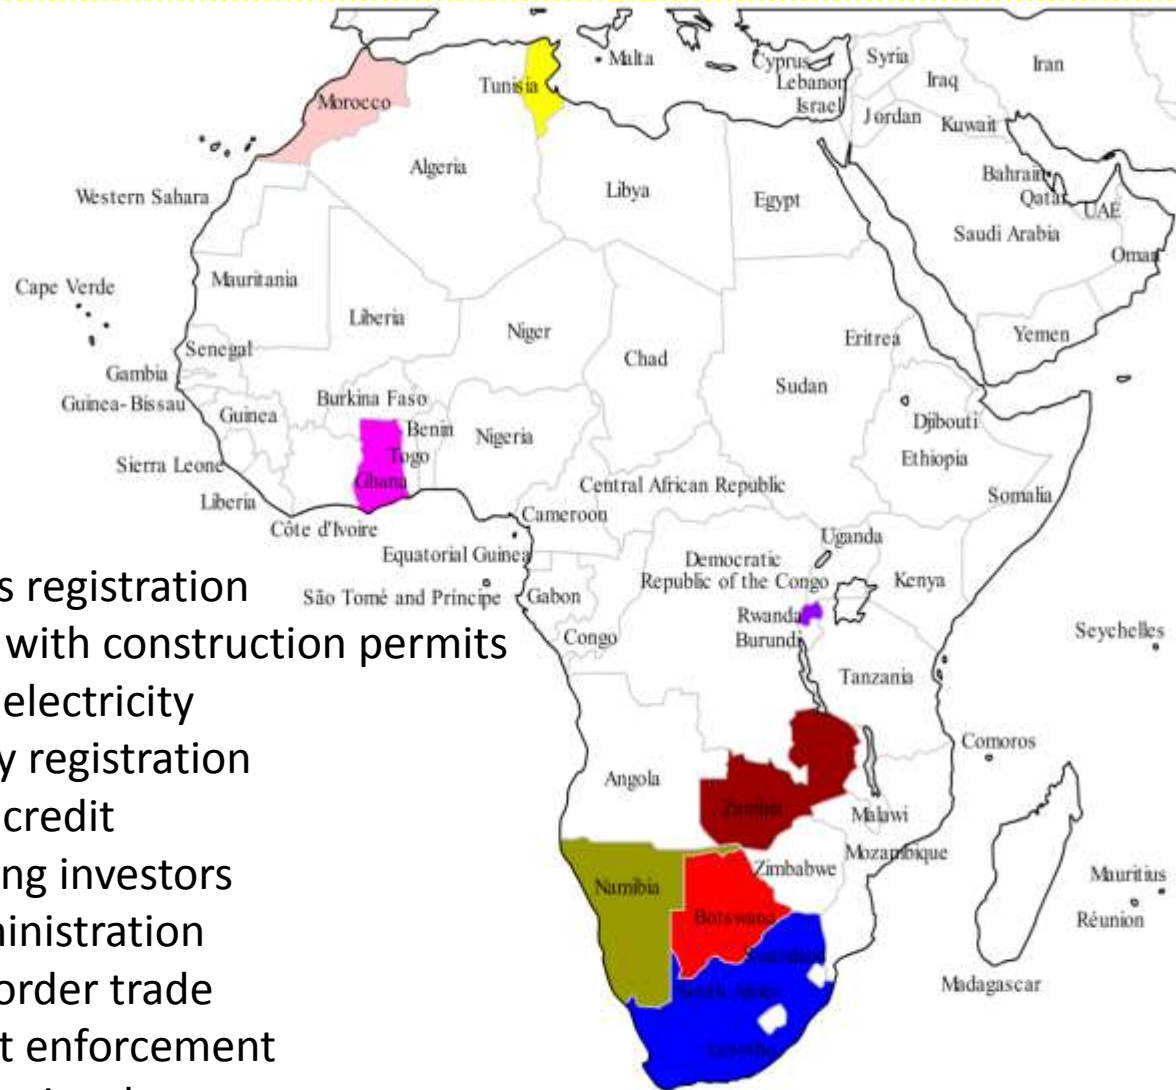 Malta
Cyprus
Syria
Iran
Lebanon
Iraq
Tunisia
Morocco
Israel
Jordan
Kuwait
Algeria
Bahrain
Libya
Egypt
Qatar
UAE
Western Sahara
Saudi Arabia
Oman
Mauritania
Cape Verde
Liberia
Niger
Yemen
Eritrea
Senegal
Chad
Sudan
Gambia
Guinea-Bissau
Burkina Faso
Guinea
Benin
Nigeria
Djibouti
Togo
Ethiopia
Sierra Leone
Ghana
Central African Republic
Somalia
Liberia
Cameroon
Côte d'Ivoire
Uganda
Equatorial Guinea
Democratic
Republic of the Congo
Kenya
s registration
São Tomé and Príncipe
Gabon
Rwanda
Burundi
Seychelles
with construction permits
Congo
Tanzania
electricity
y registration
Comoros
Angola
credit
Zambia
Malawi
Mozambique
Zimbabwe
ng investors
Namibia
Mauritius
Botswana
Réunion
ministration
Swaziland
order trade
South Africa
Madagascar
t enforcement
Lesotho